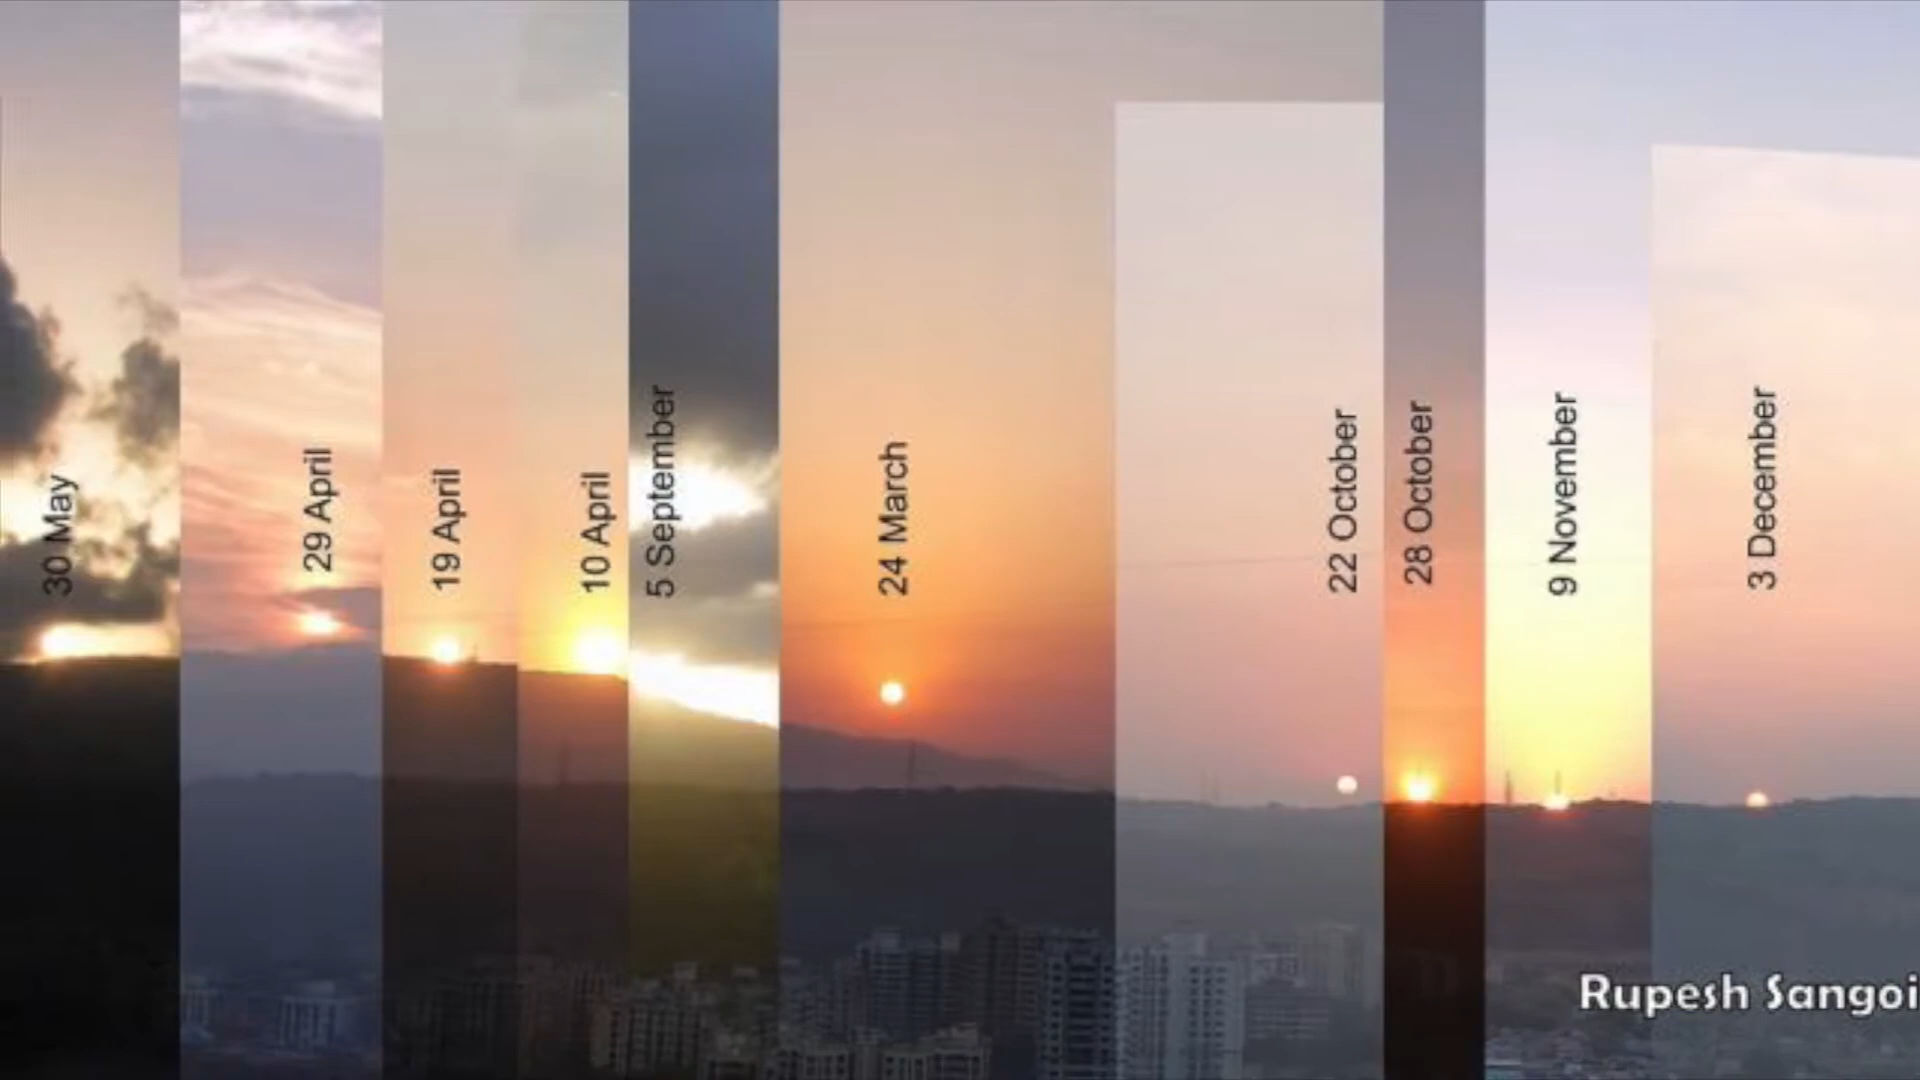 30 May
29 April
19 April
10 April
5 September
24 March
22 October
28 October
9 November
3 December
Rupesh Sangoi